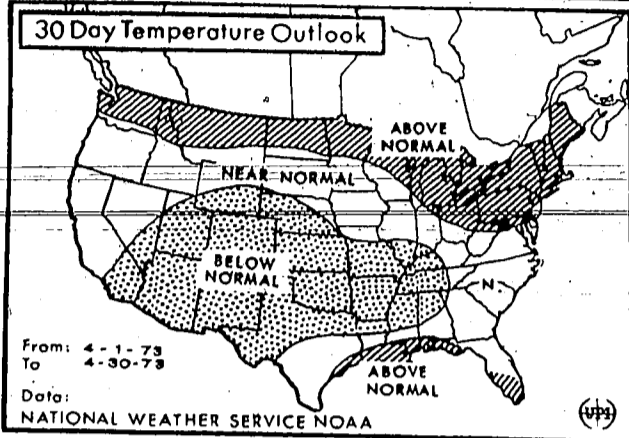 30 Day Temperature Outlook
ABOVE
NORMAL
NEAR NORMAL
BELOW
NORMAL
N
From: 4-1-73
To 4-30-73
ABOVE
NORMAL
Data:
NATIONAL WEATHER SERVICE NOAA
UPI